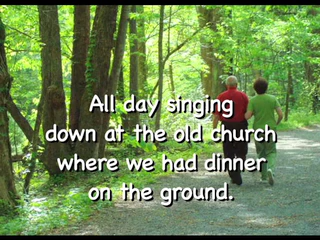 All day singing
down at the old church
where we had dinner
on the ground.